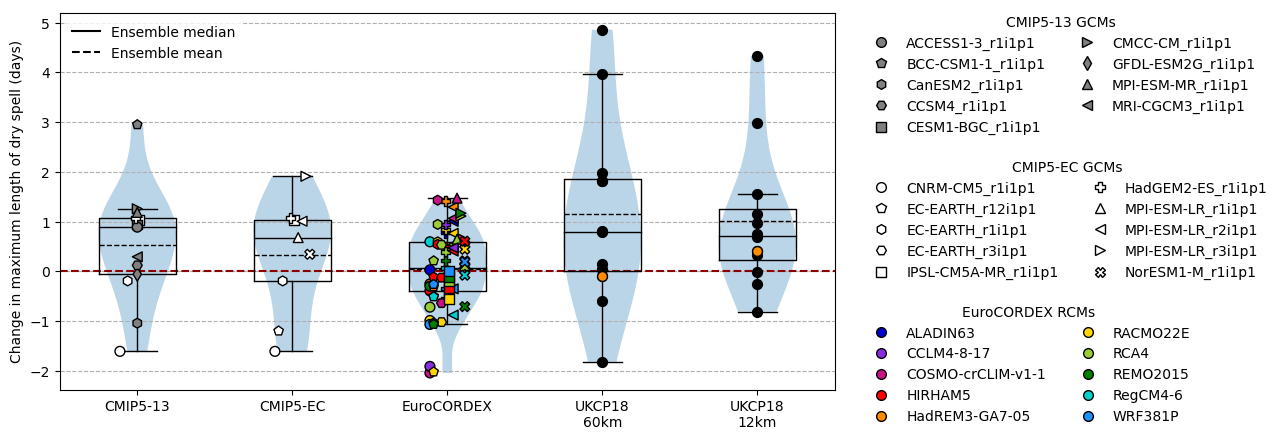 Change in maximum length of dry spell (days)
5
4
3
2
1
0
−1
−2
Ensemble median
Ensemble mean
CMIP5-13
CMIP5-EC
EuroCORDEX
UKCP18
60km
UKCP18
12km
CMIP5-13 GCMs
ACCESS1-3_r1i1p1
BCC-CSM1-1_r1i1p1
CanESM2_r1i1p1
CCSM4_r1i1p1
CESM1-BGC_r1i1p1
CMCC-CM_r1i1p1
GFDL-ESM2G_r1i1p1
MPI-ESM-MR_r1i1p1
MRI-CGCM3_r1i1p1
CMIP5-EC GCMs
CNRM-CM5_r1i1p1
EC-EARTH_r12i1p1
EC-EARTH_r1i1p1
EC-EARTH_r3i1p1
IPSL-CM5A-MR_r1i1p1
HadGEM2-ES_r1i1p1
MPI-ESM-LR_r1i1p1
MPI-ESM-LR_r2i1p1
MPI-ESM-LR_r3i1p1
NorESM1-M_r1i1p1
EuroCORDEX RCMs
ALADIN63
CCLM4-8-17
COSMO-crCLIM-v1-1
HIRHAM5
HadREM3-GA7-05
RACMO22E
RCA4
REMO2015
RegCM4-6
WRF381P